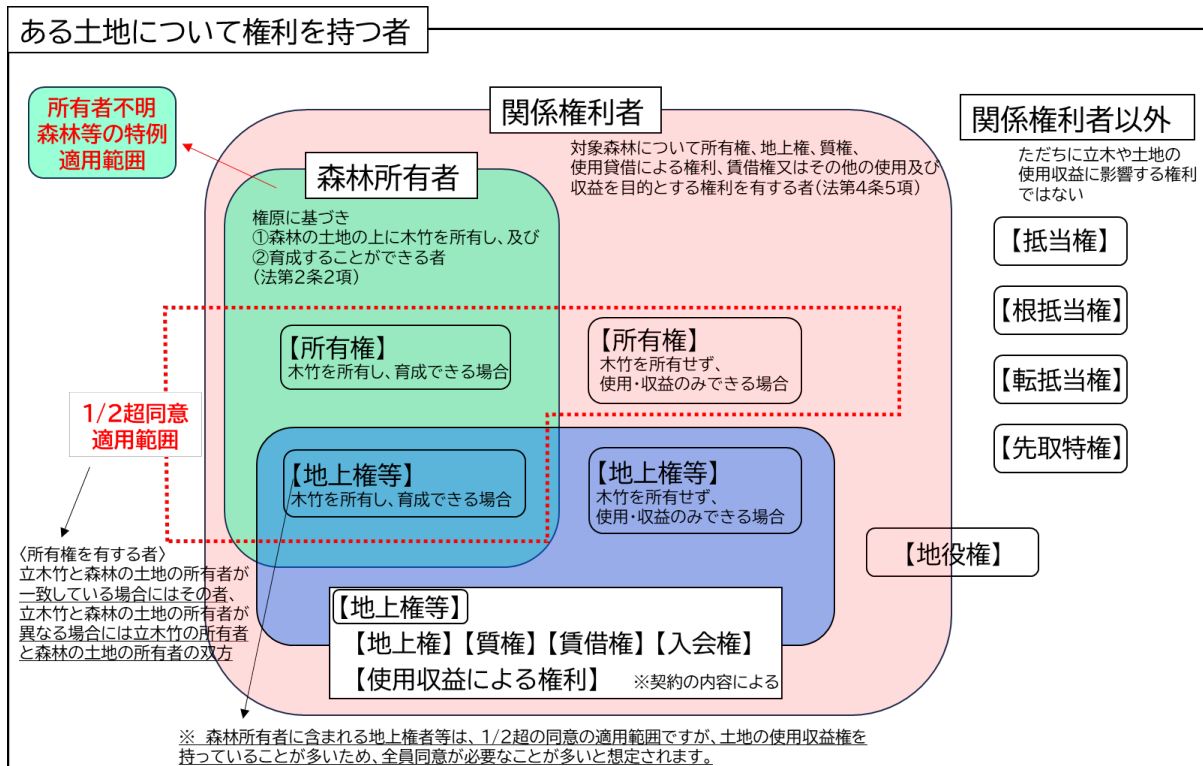 ある土地について権利を持つ者
所有者不明
森林等の特例
適用範囲
関係権利者
対象森林について所有権、地上権、質権、
使用貸借による権利、賃借権又はその他の使用及び
収益を目的とする権利を有する者(法第4条5項)
関係権利者以外
ただちに立木や土地の
使用収益に影響する権利
ではない
森林所有者
権原に基づき
①森林の土地の上に木竹を所有し、及び
②育成することができる者
(法第2条2項)
【抵当権】
【根抵当権】
【転抵当権】
【先取特権】
【所有権】
木竹を所有し、育成できる場合
【所有権】
木竹を所有せず、
使用・収益のみできる場合
1/2超同意
適用範囲
【地上権等】
木竹を所有し、育成できる場合
【地上権等】
木竹を所有せず、
使用・収益のみできる場合
【地役権】
〈所有権を有する者〉
立木竹と森林の土地の所有者が
一致している場合にはその者、
立木竹と森林の土地の所有者が
異なる場合には立木竹の所有者
と森林の土地の所有者の双方
【地上権等】
【地上権】【質権】【賃借権】【入会権】
【使用収益による権利】 ※契約の内容による
※ 森林所有者に含まれる地上権者等は、1/2超の同意の適用範囲ですが、土地の使用収益権を
持っていることが多いため、全員同意が必要なことが多いと想定されます。